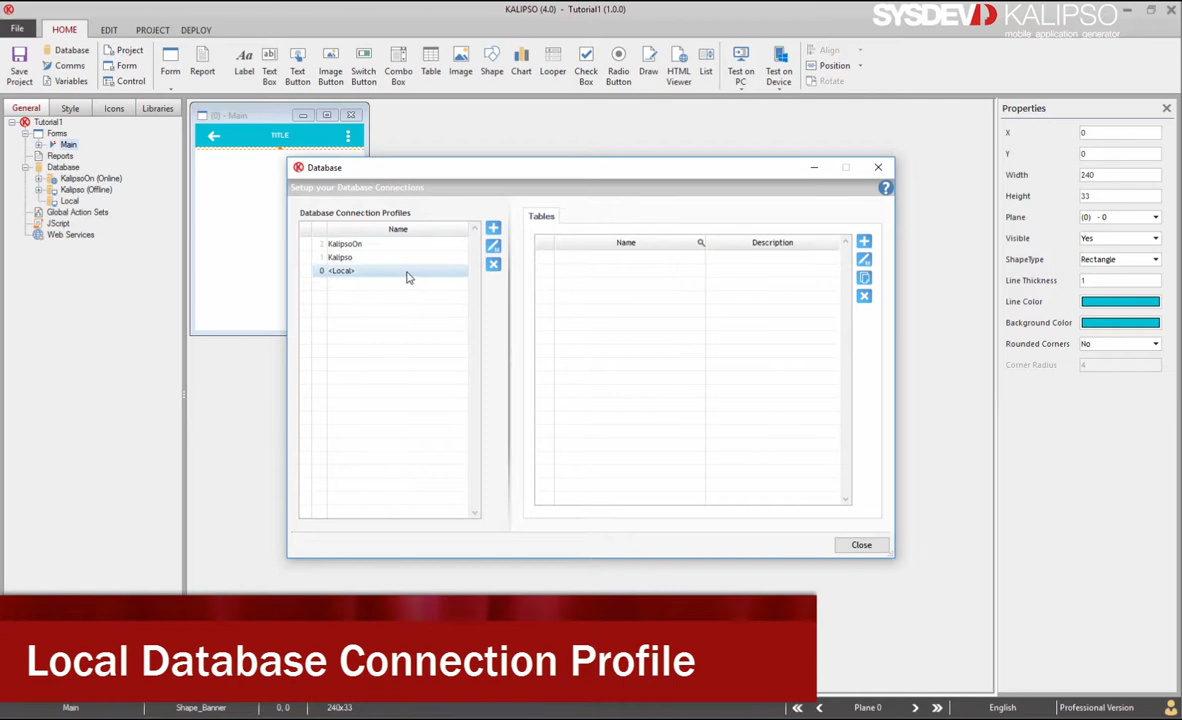 KALIPSO (4.0) - Tutorial1 (1.0.0)
SYSDEV KALIPSO
mobile application generator
File
HOME
EDIT
PROJECT
DEPLOY
Save Project
Database
Comms
Variables
Project
Form
Control
Form
Report
Label
Text Box
Text Button
Image Button
Switch Button
Combo Box
Table
Image
Shape
Chart
Looper
Check Box
Radio Button
Draw
HTML Viewer
List
Test on PC
Test on Device
Align
Position
Rotate
General
Style
Icons
Libraries
Tutorial1
Forms
Main
Reports
Database
KalipsoOn (Online)
Kalipso (Offline)
Local
Global Action Sets
JScript
Web Services
(0) - Main
TITLE
Database
Setup your Database Connections
Database Connection Profiles
Name
2 KalipsoOn
1 Kalipso
0 <Local>
Tables
Name
Description
Close
Properties
X 0
Y 0
Width 240
Height 33
Plane (0) - 0
Visible Yes
ShapeType Rectangle
Line Thickness 1
Line Color
Background Color
Rounded Corners No
Corner Radius 4
Local Database Connection Profile
Main
Shape_Banner
0, 0
240x33
Plane 0
English
Professional Version